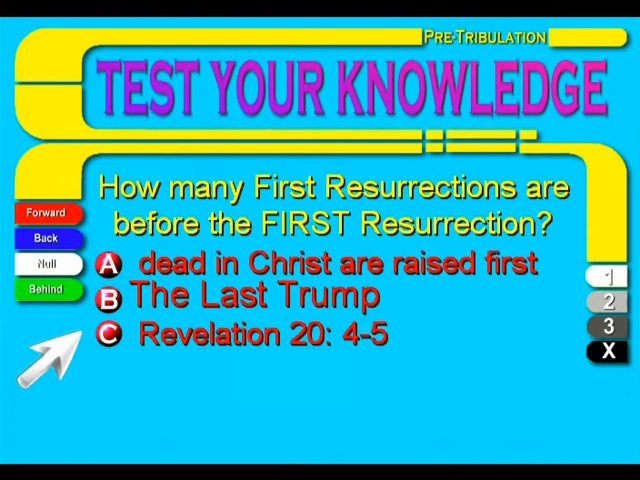 PRE-TRIBULATION
TEST YOUR KNOWLEDGE
How many First Resurrections are
before the FIRST Resurrection?
Forward
Back
Null
Behind
A dead in Christ are raised first
B The Last Trump
C Revelation 20: 4-5
1
2
3
X